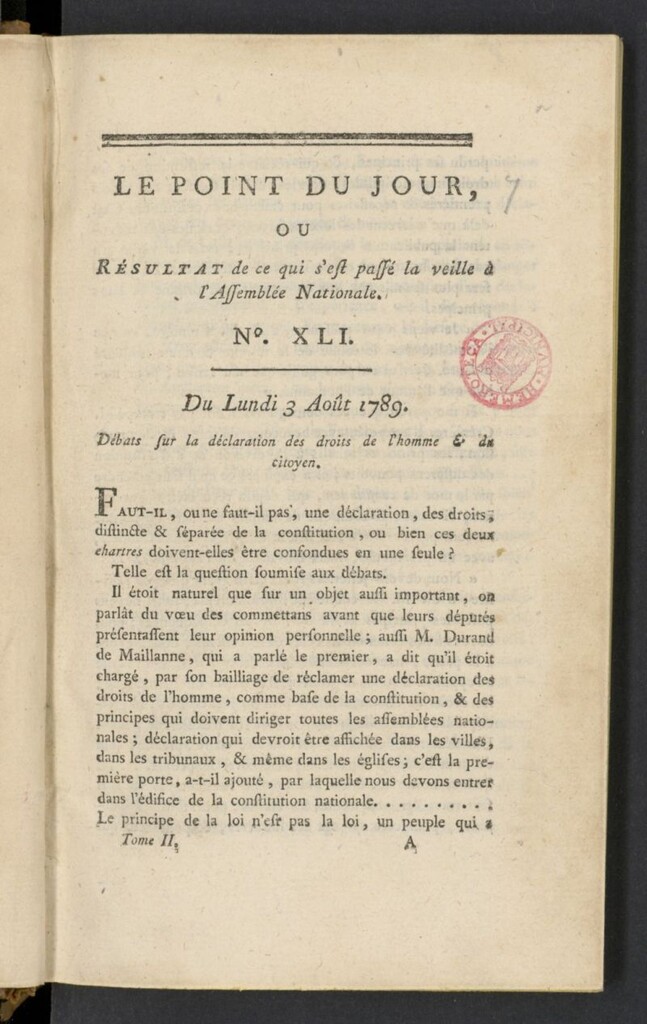 LE POINT DU JOUR,
OU
RÉSULTAT de ce qui s'eſt paſſé la veille à
l'Aſſemblée Nationale.
Nº. XLI.
Du Lundi 3 Août 1789.
Débats ſur la déclaration des droits de l'homme & du
citoyen.
FAUT-IL, ou ne faut-il pas, une déclaration, des droits,
diſtincte & ſéparée de la conſtitution, ou bien ces deux
chartres doivent-elles être confondues en une ſeule ?
Telle eſt la queſtion ſoumiſe aux débats.
Il étoit naturel que ſur un objet auſſi important, on
parlât du vœu des commettans avant que leurs députés
préſentaſſent leur opinion perſonnelle ; auſſi M. Durand
de Maillanne, qui a parlé le premier, a dit qu'il étoit
chargé, par ſon bailliage de réclamer une déclaration des
droits de l'homme, comme baſe de la conſtitution, & des
principes qui doivent diriger toutes les aſſemblées natio-
nales ; déclaration qui devroit être affichée dans les villes,
dans les tribunaux, & même dans les égliſes ; c'eſt la pre-
mière porte, a-t-il ajouté, par laquelle nous devons entrer
dans l'édifice de la conſtitution nationale. . . . . . . . . .
Le principe de la loi n'eſt pas la loi, un peuple qui a
Tome II. A
HEMEROTECA
7